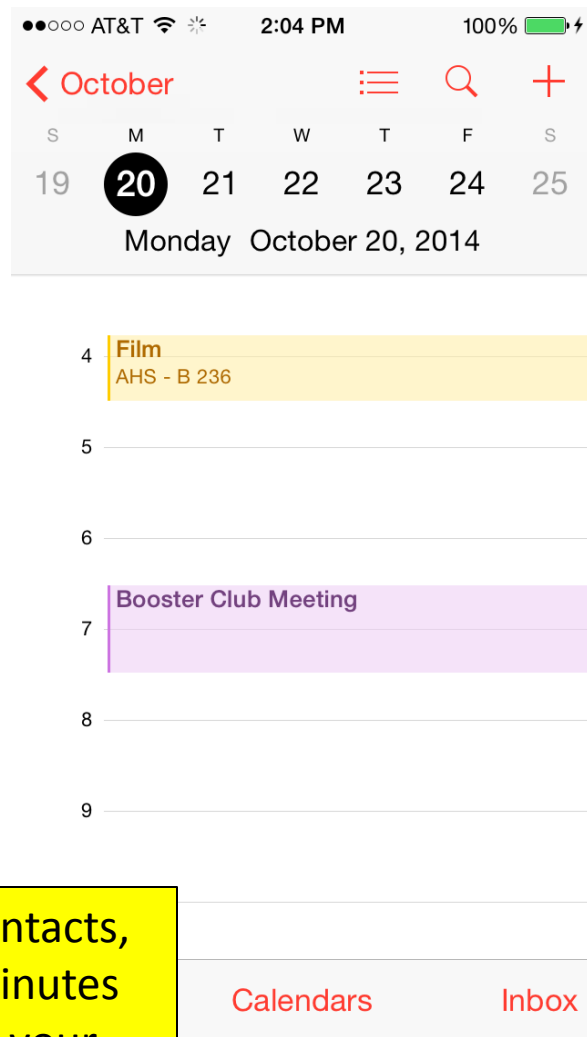 AT&T 2:04 PM 100%
October
S M T W T F S
19 20 21 22 23 24 25
Monday October 20, 2014
4 Film
AHS - B 236
5
6
Booster Club Meeting
7
8
9
ntacts,
inutes
your
Calendars Inbox